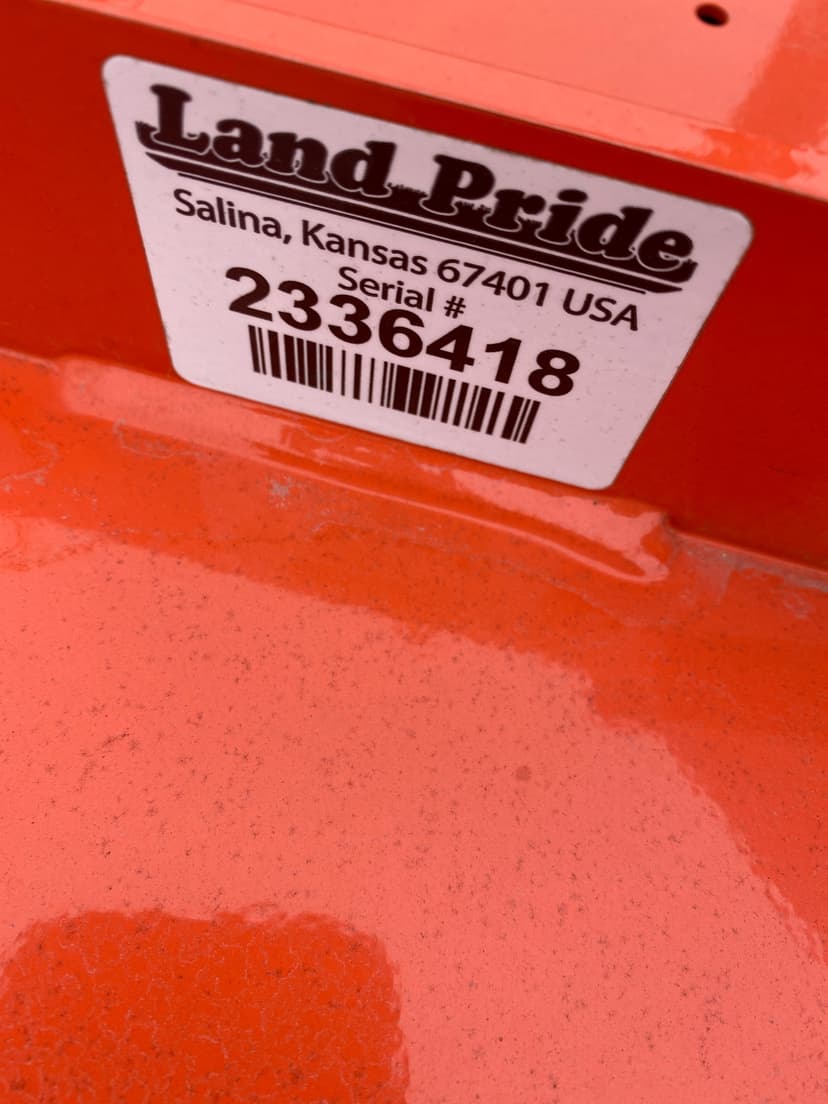 Land Pride
Salina, Kansas 67401 USA
Serial #
2336418